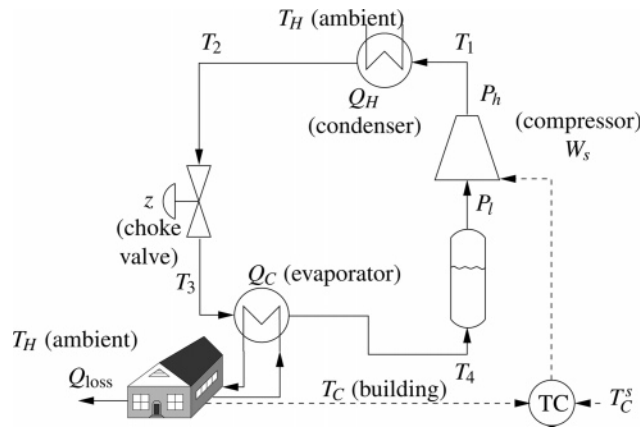 T_H (ambient)
T_2
T_1
Q_H
(condenser)
P_h
(compressor)
W_s
z
(choke
valve)
P_l
T_3
Q_C (evaporator)
T_H (ambient)
Q_loss
T_4
T_C (building)
TC
T_C^s